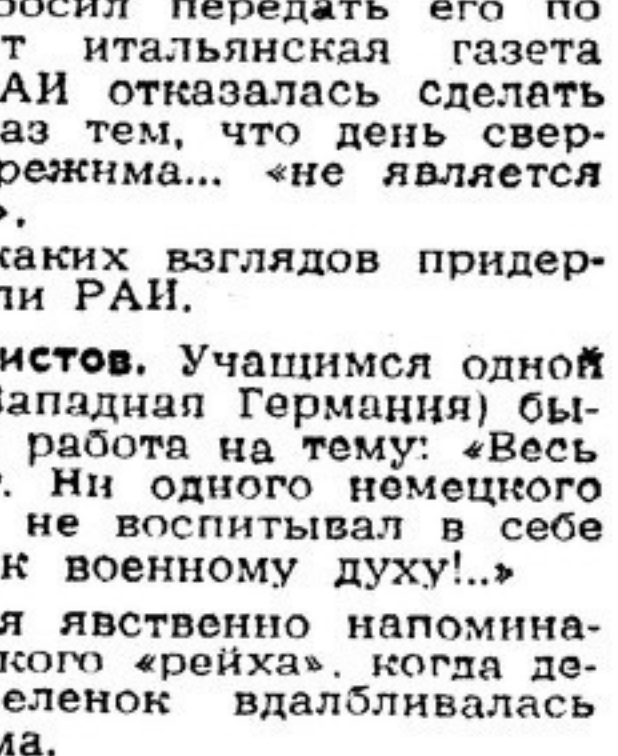 росил передать его по
т итальянская газета
АИ отказалась сделать
аз тем, что день свер-
режима... «не является
».
каких взглядов придер-
ли РАИ.
истов. Учащимся одной
Западная Германия) бы-
работа на тему: «Весь
. Ни одного немецкого
не воспитывал в себе
к военному духу!..»
я явственно напомина-
кого «рейха», когда де-
еленок вдалбливалась
ма.